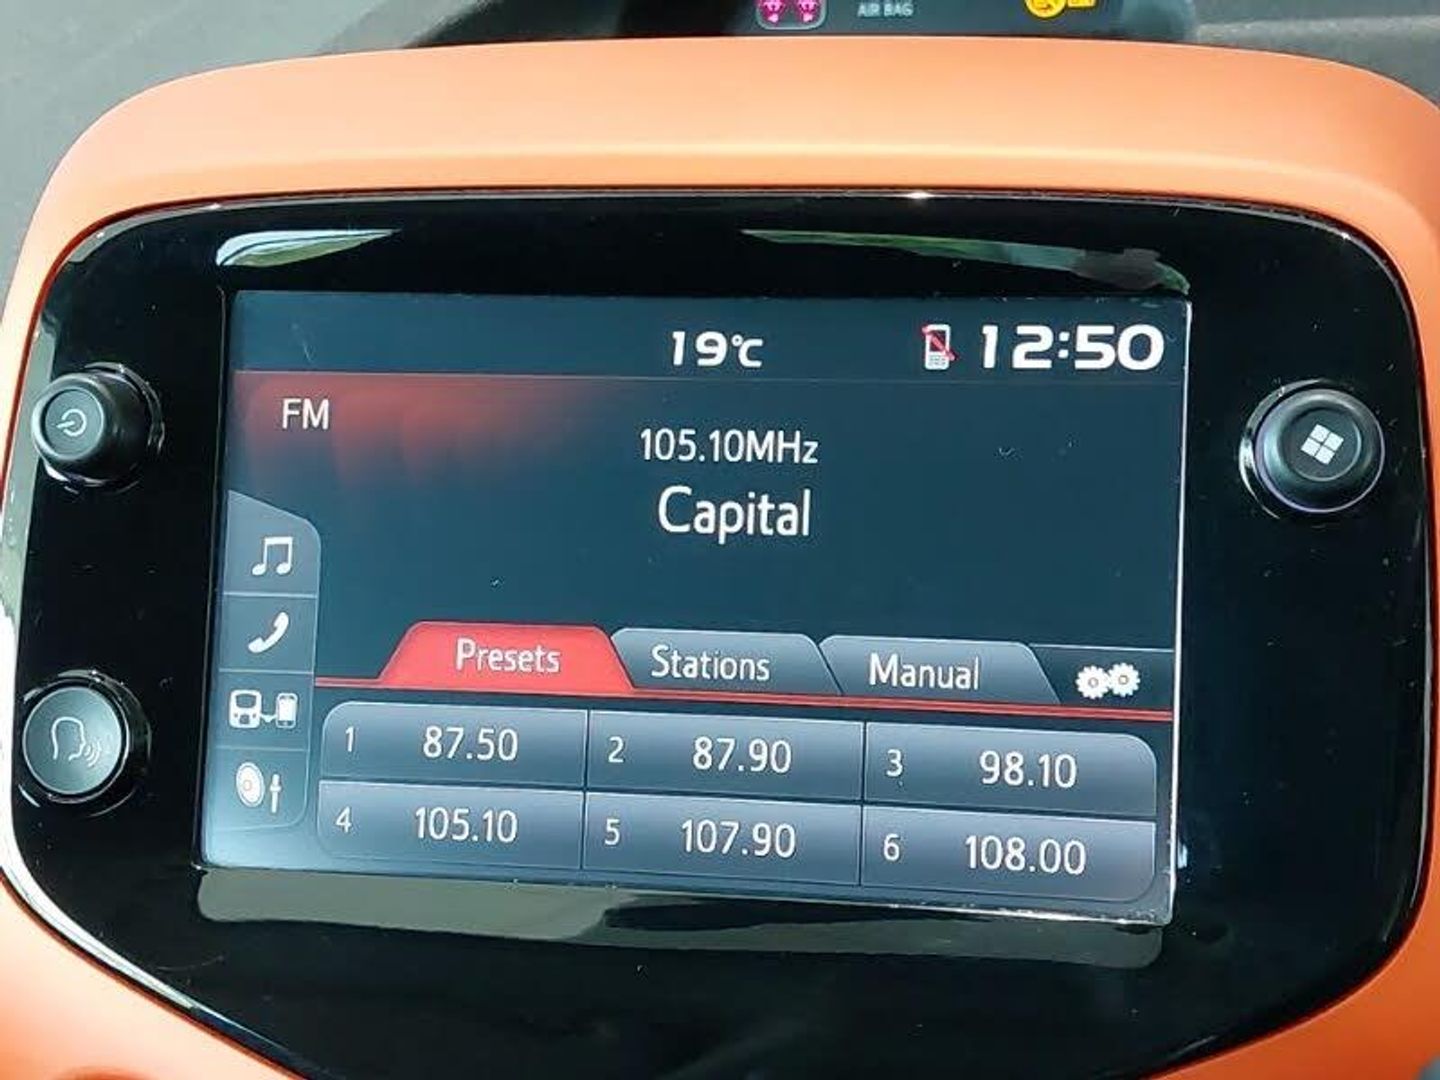 AIR BAG
19°C 12:50
FM
105.10MHz
Capital
Presets Stations Manual
1 87.50 2 87.90 3 98.10
4 105.10 5 107.90 6 108.00